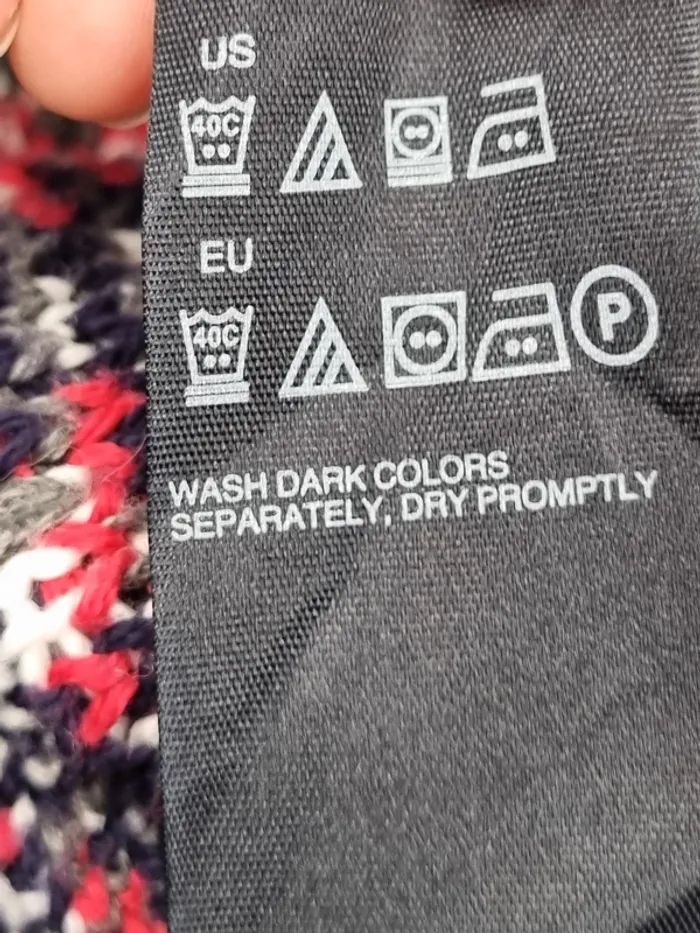 US
40C
EU
40C
P
WASH DARK COLORS
SEPARATELY, DRY PROMPTLY